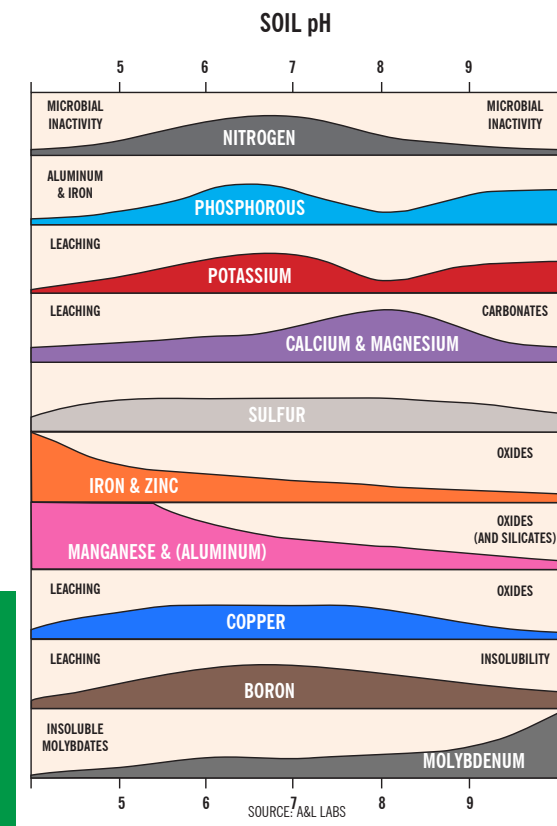 SOIL pH
5 6 7 8 9
MICROBIAL
INACTIVITY
MICROBIAL
INACTIVITY
NITROGEN
ALUMINUM
& IRON
PHOSPHOROUS
LEACHING
POTASSIUM
LEACHING
CARBONATES
CALCIUM & MAGNESIUM
SULFUR
OXIDES
IRON & ZINC
OXIDES
(AND SILICATES)
MANGANESE & (ALUMINUM)
LEACHING
OXIDES
COPPER
LEACHING
INSOLUBILITY
BORON
INSOLUBLE
MOLYBDATES
MOLYBDENUM
5 6 7 8 9
SOURCE: A&L LABS